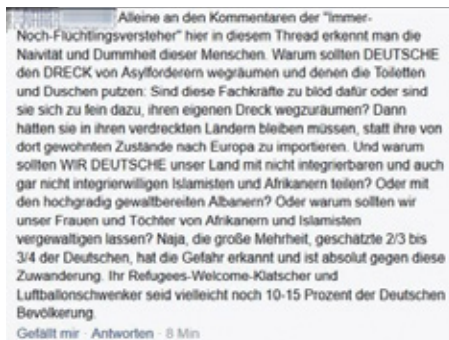 Alleine an den Kommentaren der "Immer-
Noch-Flüchtlingsversteher" hier in diesem Thread erkennt man die
Naivität und Dummheit dieser Menschen. Warum sollten DEUTSCHE
den DRECK von Asylforderern wegräumen und denen die Toiletten
und Duschen putzen: Sind diese Fachkräfte zu blöd dafür oder sind
sie sich zu fein dazu, ihren eigenen Dreck wegzuräumen? Dann
hätten sie in ihren verdreckten Ländern bleiben müssen, statt ihre von
dort gewohnten Zustände nach Europa zu importieren. Und warum
sollten WIR DEUTSCHE unser Land mit nicht integrierbaren und auch
gar nicht integrierwilligen Islamisten und Afrikanern teilen? Oder mit
den hochgradig gewaltbereiten Albanern? Oder warum sollten wir
unser Frauen und Töchter von Afrikanern und Islamisten
vergewaltigen lassen? Naja, die große Mehrheit, geschätzte 2/3 bis
3/4 der Deutschen, hat die Gefahr erkannt und ist absolut gegen diese
Zuwanderung. Ihr Refugees-Welcome-Klatscher und
Luftballonschwenker seid vielleicht noch 10-15 Prozent der Deutschen
Bevölkerung.
Gefällt mir · Antworten · 8 Min